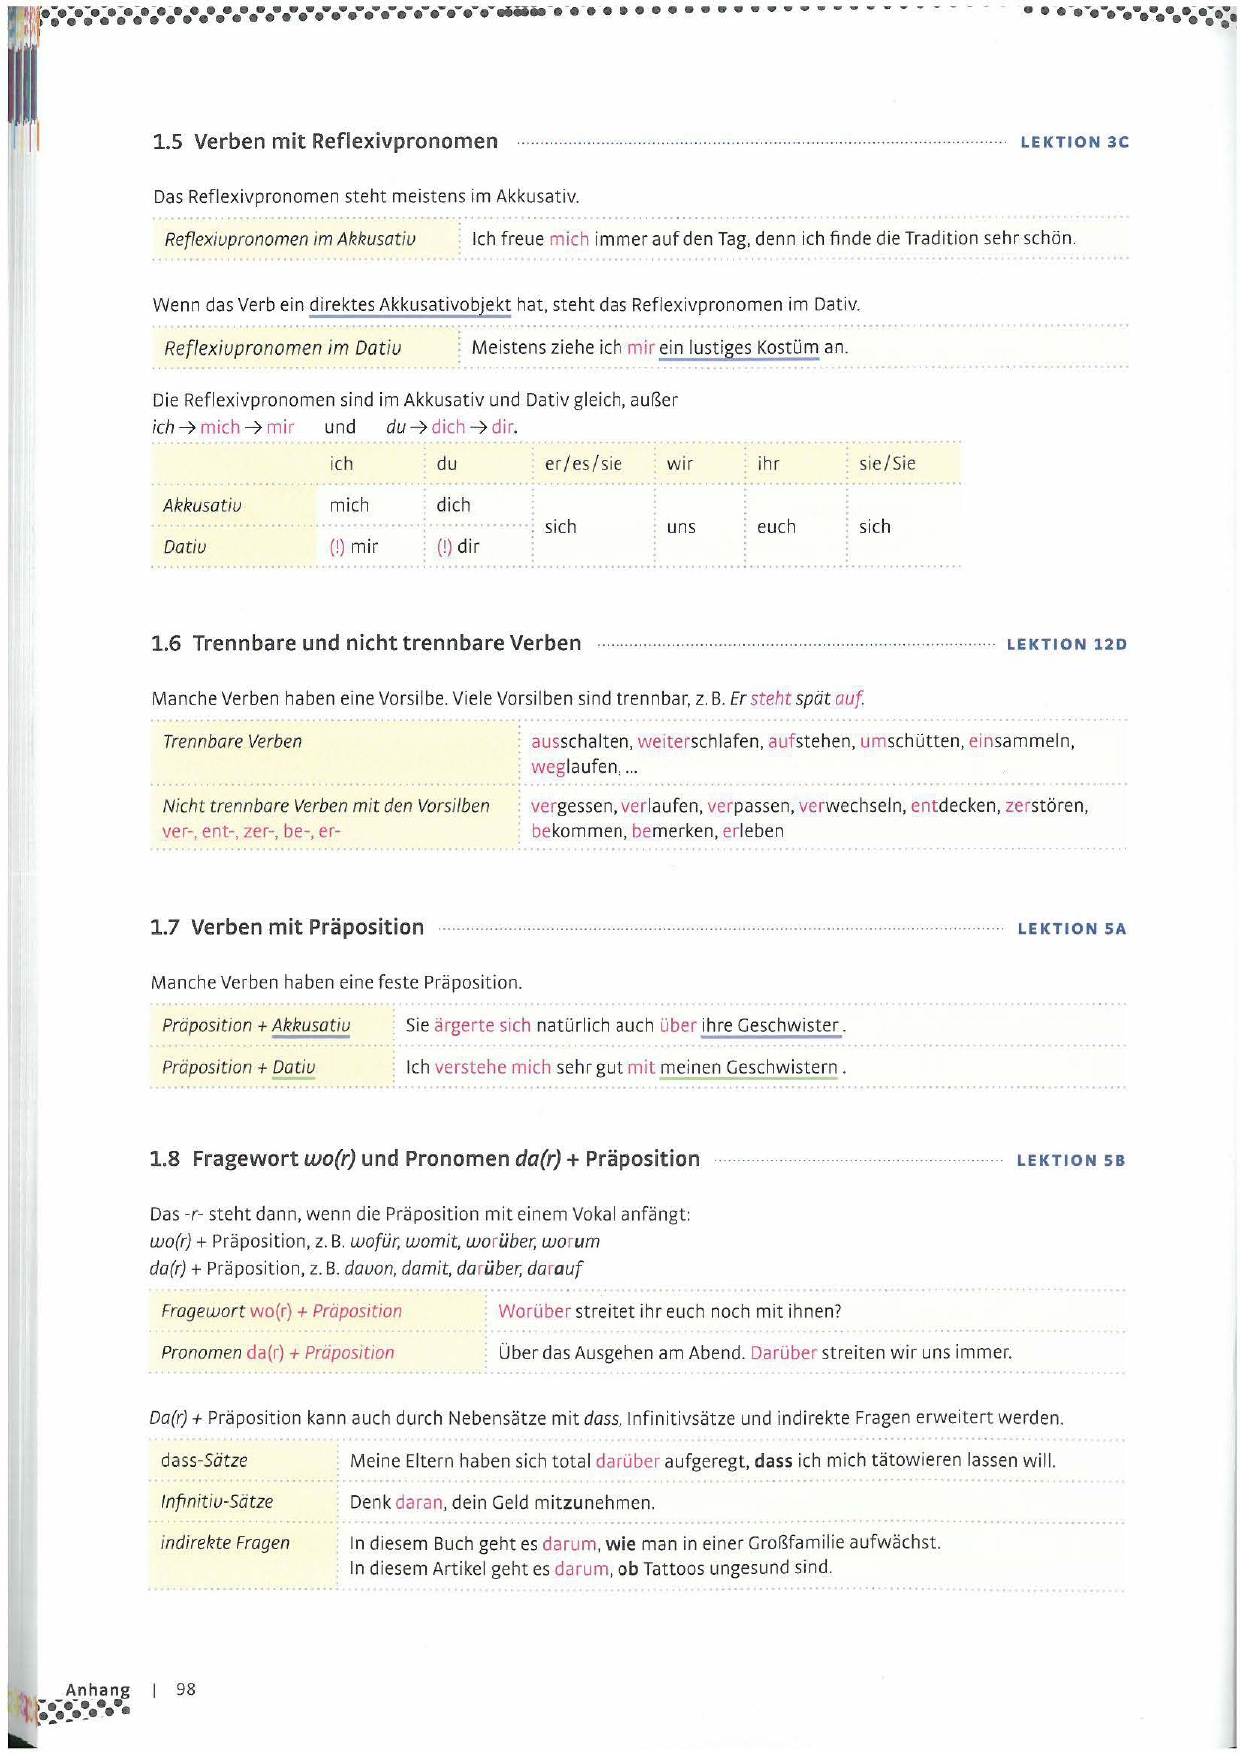 1.5 Verben mit Reflexivpronomen LEKTION 3C
Das Reflexivpronomen steht meistens im Akkusativ.
Reflexivpronomen im Akkusativ Ich freue mich immer auf den Tag, denn ich finde die Tradition sehr schön.
Wenn das Verb ein direktes Akkusativobjekt hat, steht das Reflexivpronomen im Dativ.
Reflexivpronomen im Dativ Meistens ziehe ich mir ein lustiges Kostüm an.
Die Reflexivpronomen sind im Akkusativ und Dativ gleich, außer
ich → mich → mir und du → dich → dir.
ich du er/es/sie wir ihr sie/Sie
Akkusativ mich dich
sich uns euch sich
Dativ (!) mir (!) dir
1.6 Trennbare und nicht trennbare Verben LEKTION 12D
Manche Verben haben eine Vorsilbe. Viele Vorsilben sind trennbar, z. B. Er steht spät auf.
Trennbare Verben ausschalten, weiterschlafen, aufstehen, umschütten, einsammeln,
weglaufen, ...
Nicht trennbare Verben mit den Vorsilben vergessen, verlaufen, verpassen, verwechseln, entdecken, zerstören,
ver-, ent-, zer-, be-, er- bekommen, bemerken, erleben
1.7 Verben mit Präposition LEKTION 5A
Manche Verben haben eine feste Präposition.
Präposition + Akkusativ Sie ärgerte sich natürlich auch über ihre Geschwister.
Präposition + Dativ Ich verstehe mich sehr gut mit meinen Geschwistern.
1.8 Fragewort wo(r) und Pronomen da(r) + Präposition LEKTION 5B
Das -r- steht dann, wenn die Präposition mit einem Vokal anfängt:
wo(r) + Präposition, z. B. wofür, womit, worüber, worum
da(r) + Präposition, z. B. davon, damit, darüber, darauf
Fragewort wo(r) + Präposition Worüber streitet ihr euch noch mit ihnen?
Pronomen da(r) + Präposition Über das Ausgehen am Abend. Darüber streiten wir uns immer.
Da(r) + Präposition kann auch durch Nebensätze mit dass, Infinitivsätze und indirekte Fragen erweitert werden.
dass-Sätze Meine Eltern haben sich total darüber aufgeregt, dass ich mich tätowieren lassen will.
Infinitiv-Sätze Denk daran, dein Geld mitzunehmen.
indirekte Fragen In diesem Buch geht es darum, wie man in einer Großfamilie aufwächst.
In diesem Artikel geht es darum, ob Tattoos ungesund sind.
Anhang | 98